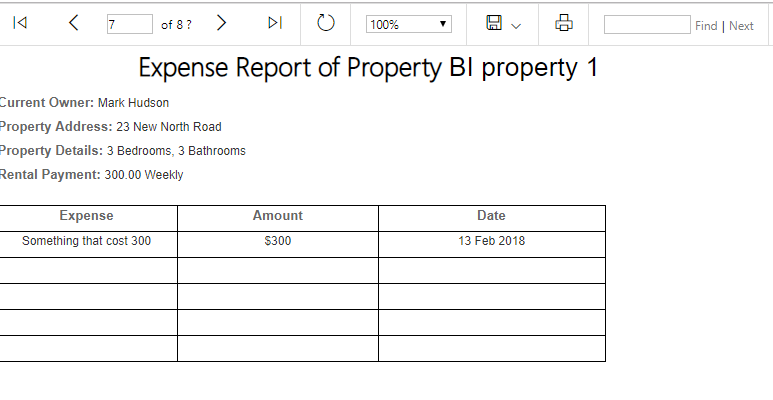 7 of 8 ? 100% Find | Next
Expense Report of Property BI property 1
Current Owner: Mark Hudson
Property Address: 23 New North Road
Property Details: 3 Bedrooms, 3 Bathrooms
Rental Payment: 300.00 Weekly
Expense Amount Date
Something that cost 300 $300 13 Feb 2018